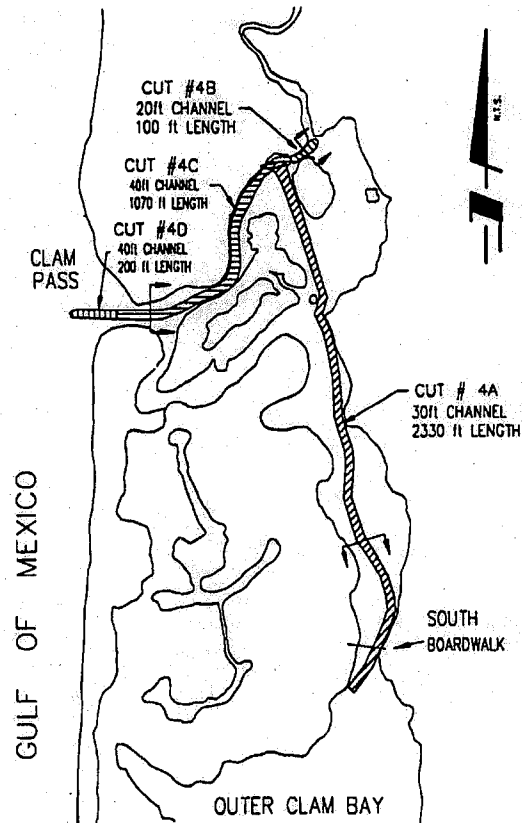 CUT #4B
20ft CHANNEL
100 ft LENGTH
N.T.S.
CUT #4C
40ft CHANNEL
1070 ft LENGTH
CUT #4D
40ft CHANNEL
200 ft LENGTH
CLAM
PASS
CUT # 4A
30ft CHANNEL
2330 ft LENGTH
GULF OF MEXICO
SOUTH
BOARDWALK
OUTER CLAM BAY